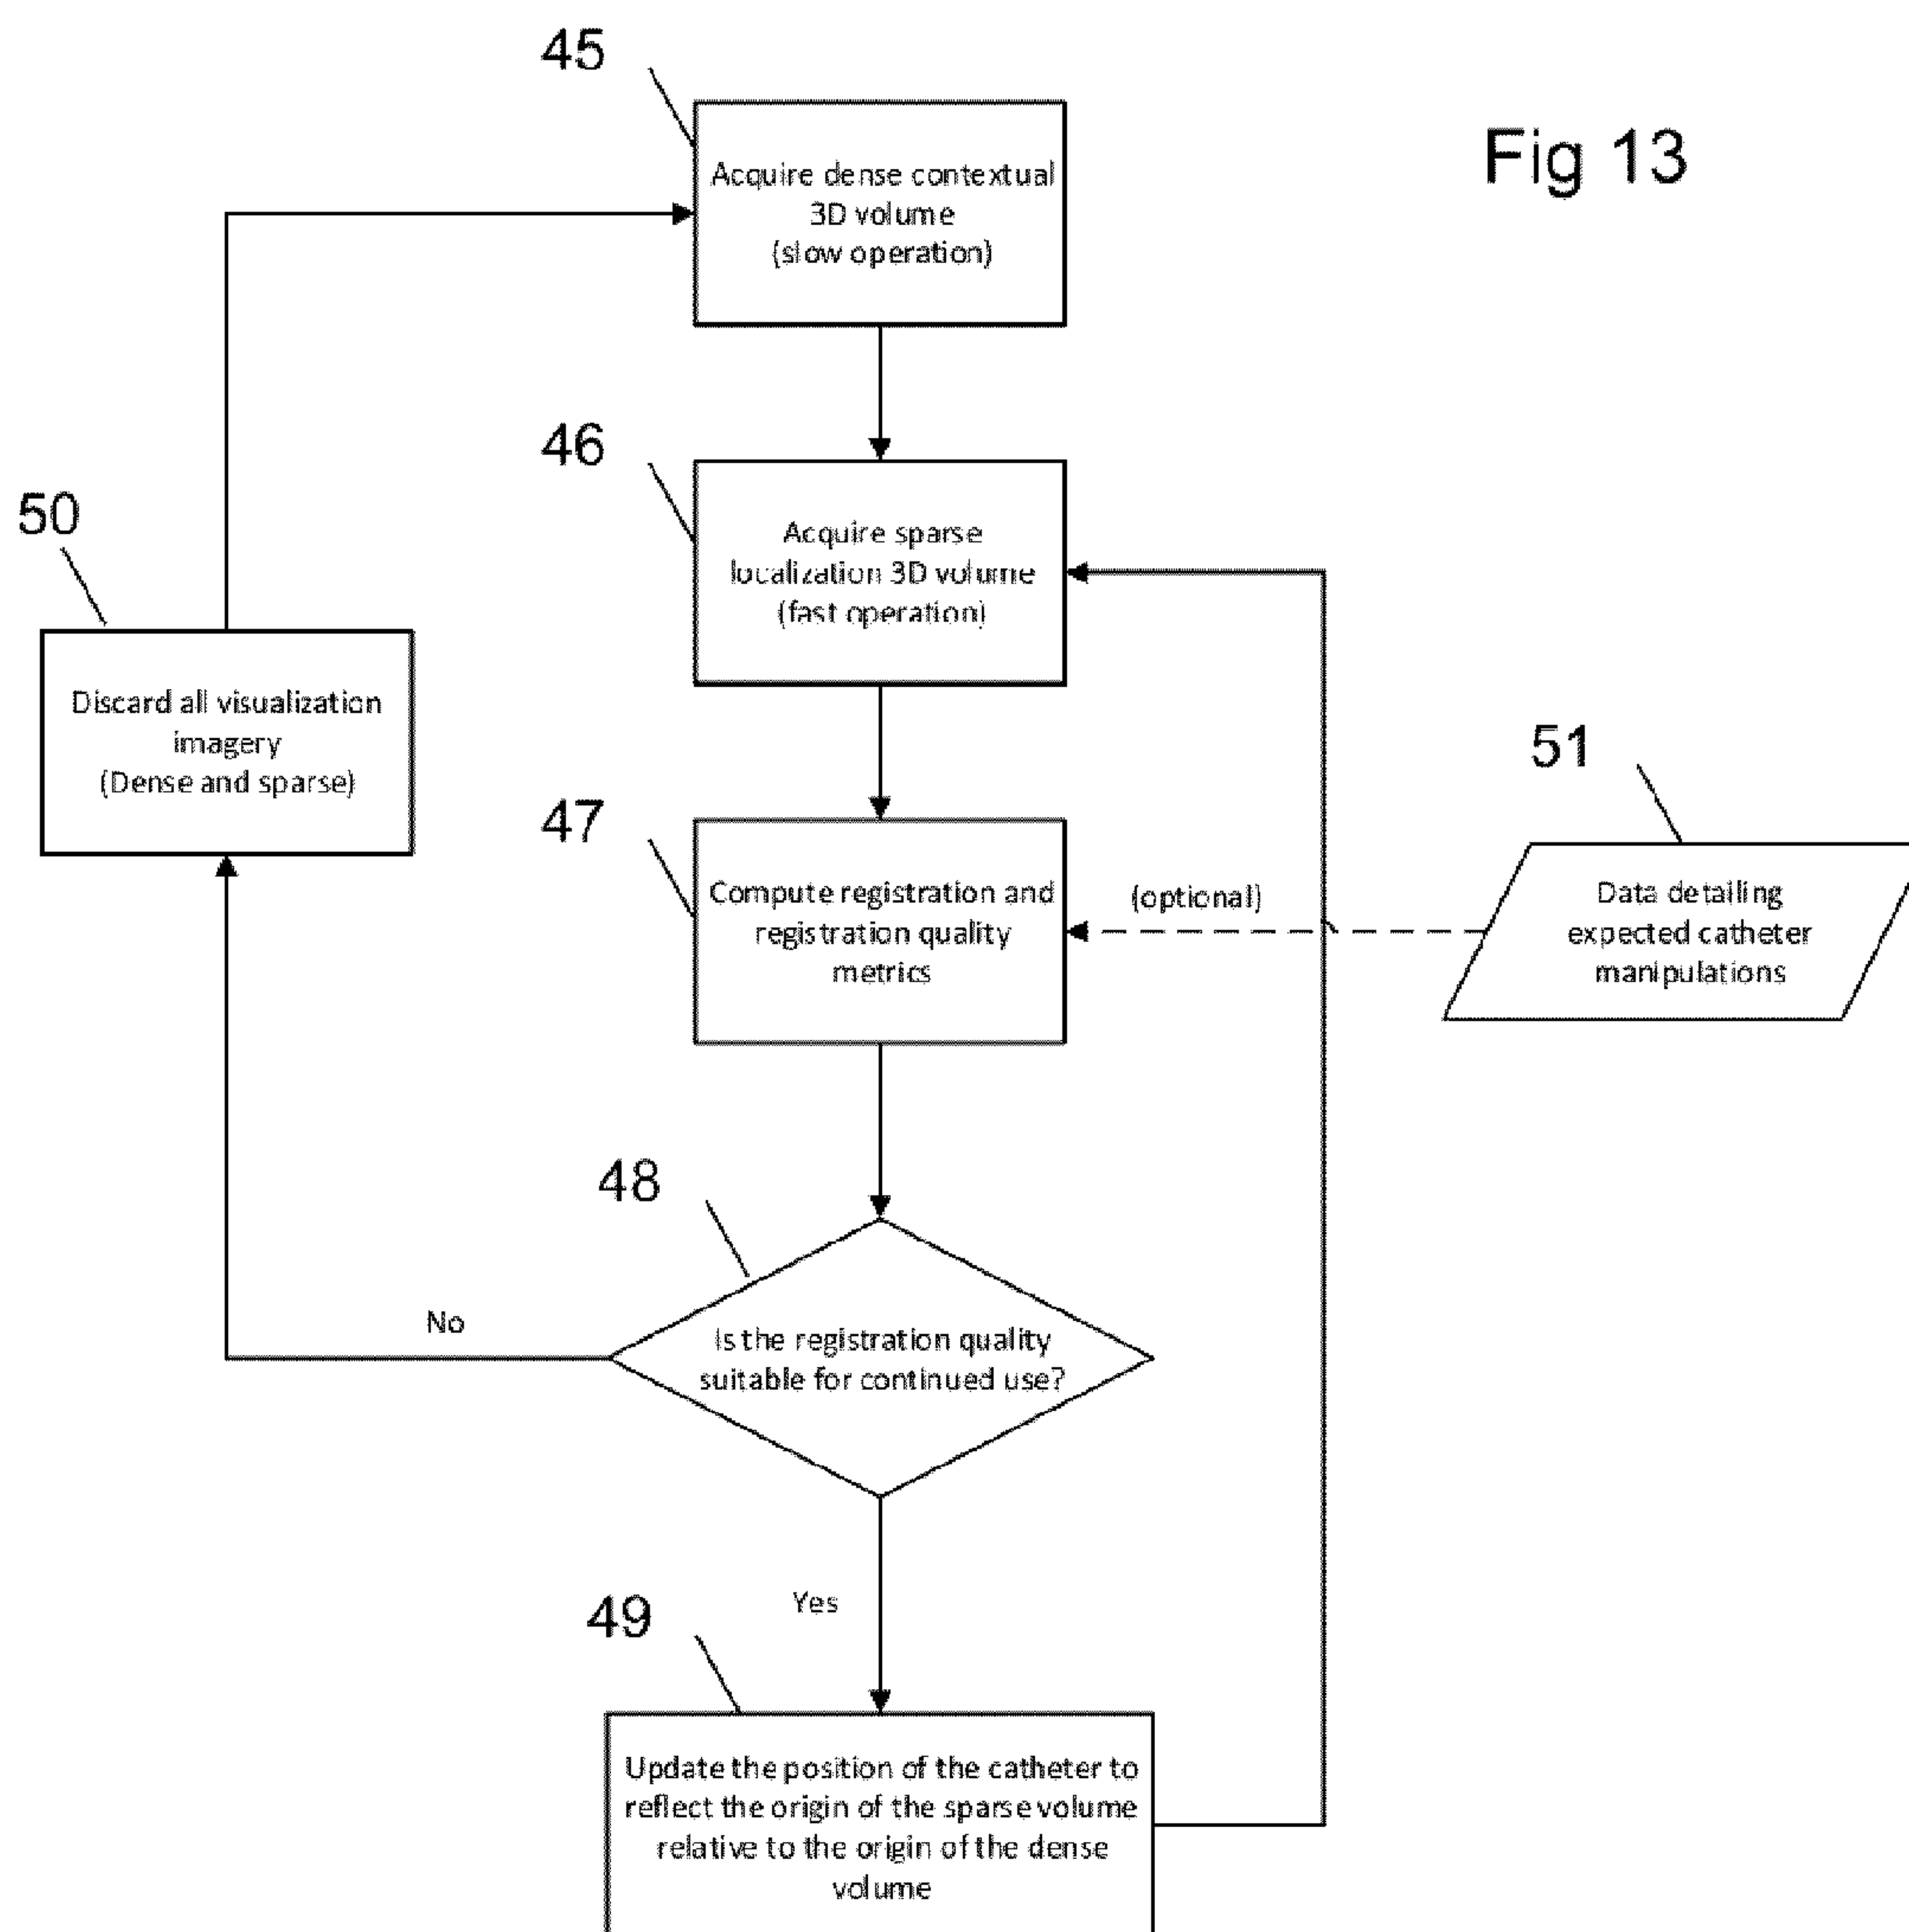 45
Fig 13
Acquire dense contextual
3D volume
(slow operation)
46
Acquire sparse
localization 3D volume
(fast operation)
50
Discard all visualization
imagery
(Dense and sparse)
51
47
Compute registration and
registration quality
metrics
(optional)
Data detailing
expected catheter
manipulations
48
No
Is the registration quality
suitable for continued use?
Yes
49
Update the position of the catheter to
reflect the origin of the sparse volume
relative to the origin of the dense
volume